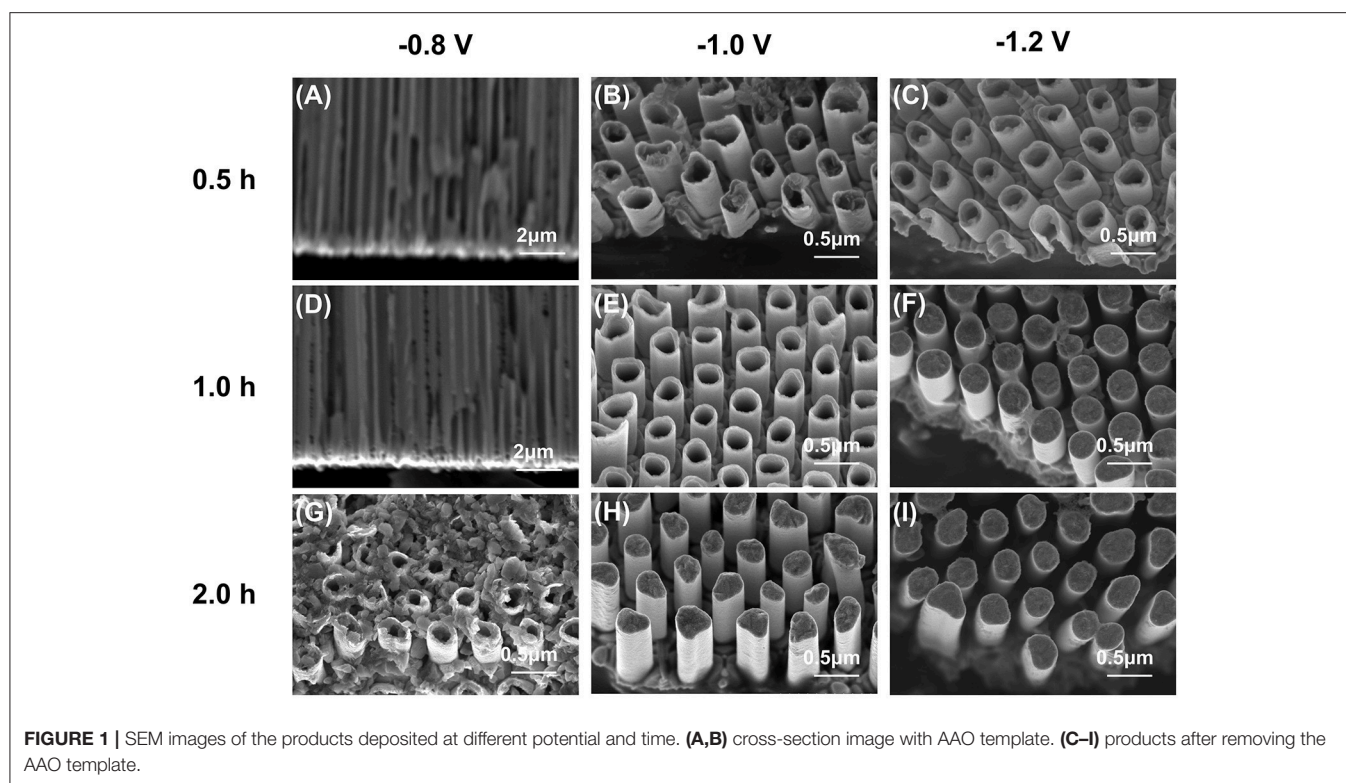 -0.8 V
-1.0 V
-1.2 V
0.5 h
(A)
2μm
(B)
0.5μm
(C)
0.5μm
1.0 h
(D)
2μm
(E)
0.5μm
(F)
0.5μm
2.0 h
(G)
0.5μm
(H)
0.5μm
(I)
0.5μm
FIGURE 1 | SEM images of the products deposited at different potential and time. (A,B) cross-section image with AAO template. (C–I) products after removing the
AAO template.